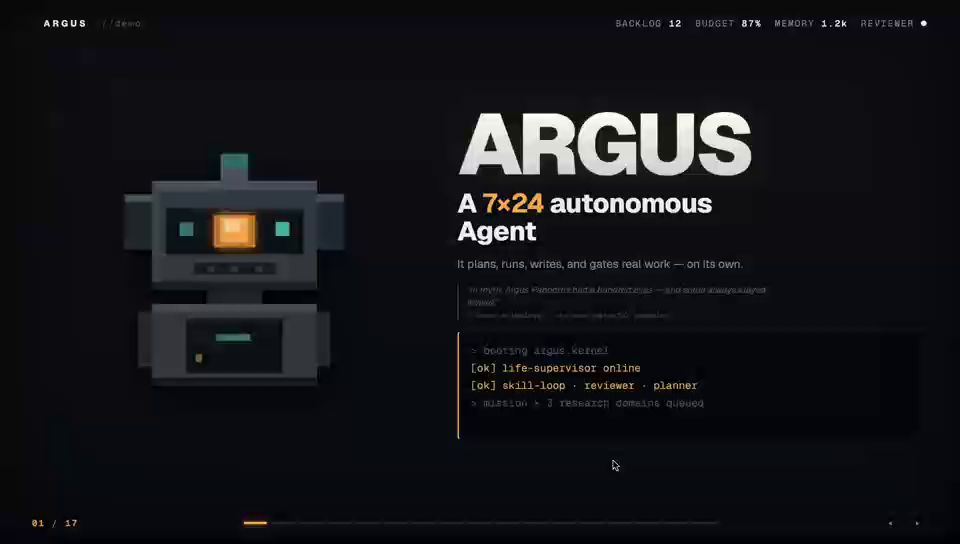 ARGUS //demo
BACKLOG 12 BUDGET 87% MEMORY 1.2k REVIEWER
ARGUS
A 7×24 autonomous
Agent
It plans, runs, writes, and gates real work — on its own.
"In myth, Argus Panoptes had a hundred eyes — and some always stayed
> booting argus.kernel
[ok] life-supervisor online
[ok] skill-loop · reviewer · planner
> mission ▸ 3 research domains queued
01 / 17